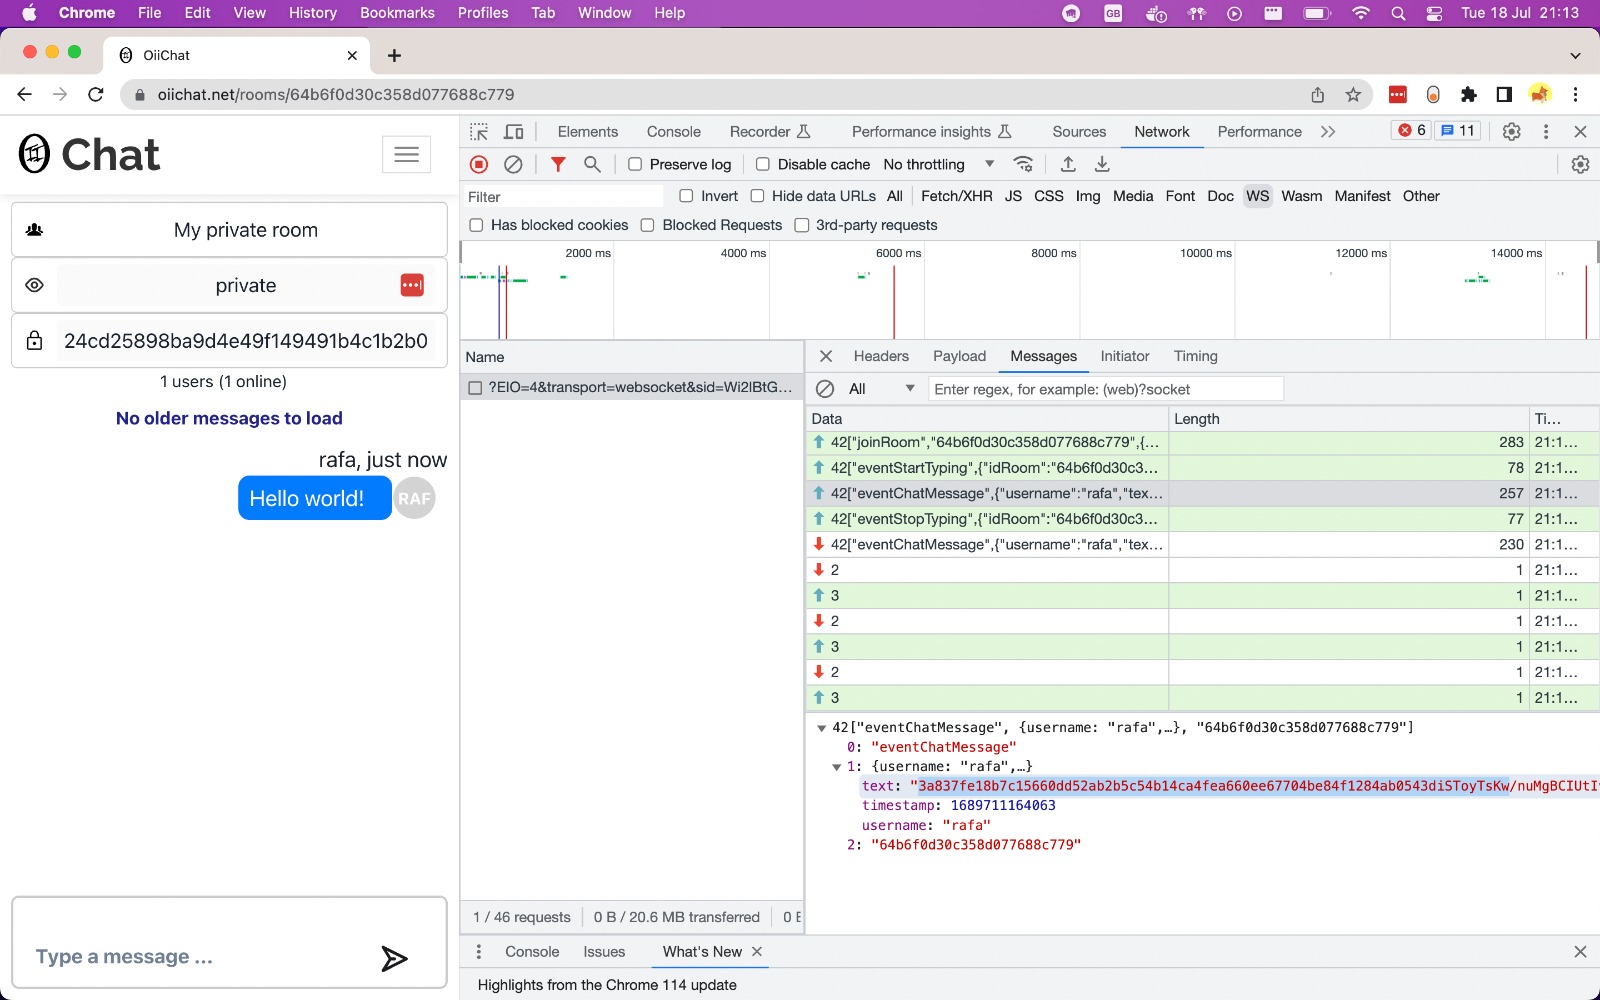 Chrome File Edit View History Bookmarks Profiles Tab Window Help GB Tue 18 Jul 21:13
OiiChat
oiichat.net/rooms/64b6f0d30c358d077688c779
Chat
My private room
private
24cd25898ba9d4e49f149491b4c1b2b0
1 users (1 online)
No older messages to load
rafa, just now
Hello world! RAF
Type a message ...
Elements Console Recorder Performance insights Sources Network Performance 6 11
Preserve log Disable cache No throttling
Filter Invert Hide data URLs All Fetch/XHR JS CSS Img Media Font Doc WS Wasm Manifest Other
Has blocked cookies Blocked Requests 3rd-party requests
2000 ms 4000 ms 6000 ms 8000 ms 10000 ms 12000 ms 14000 ms
Name
?EIO=4&transport=websocket&sid=Wi2lBtG...
1 / 46 requests 0 B / 20.6 MB transferred 0 E
Headers Payload Messages Initiator Timing
All Enter regex, for example: (web)?socket
Data Length Ti...
42["joinRoom","64b6f0d30c358d077688c779",{... 283 21:1...
42["eventStartTyping",{"idRoom":"64b6f0d30c3... 78 21:1...
42["eventChatMessage",{"username":"rafa","tex... 257 21:1...
42["eventStopTyping",{"idRoom":"64b6f0d30c3... 77 21:1...
42["eventChatMessage",{"username":"rafa","tex... 230 21:1...
2 1 21:1...
3 1 21:1...
2 1 21:1...
3 1 21:1...
2 1 21:1...
3 1 21:1...
42["eventChatMessage", {username: "rafa",…}, "64b6f0d30c358d077688c779"]
0: "eventChatMessage"
1: {username: "rafa",…}
text: "3a837fe18b7c15660dd52ab2b5c54b14ca4fea660ee67704be84f1284ab0543diSToyTsKw/nuMgBCIUtI
timestamp: 1689711164063
username: "rafa"
2: "64b6f0d30c358d077688c779"
Console Issues What's New
Highlights from the Chrome 114 update